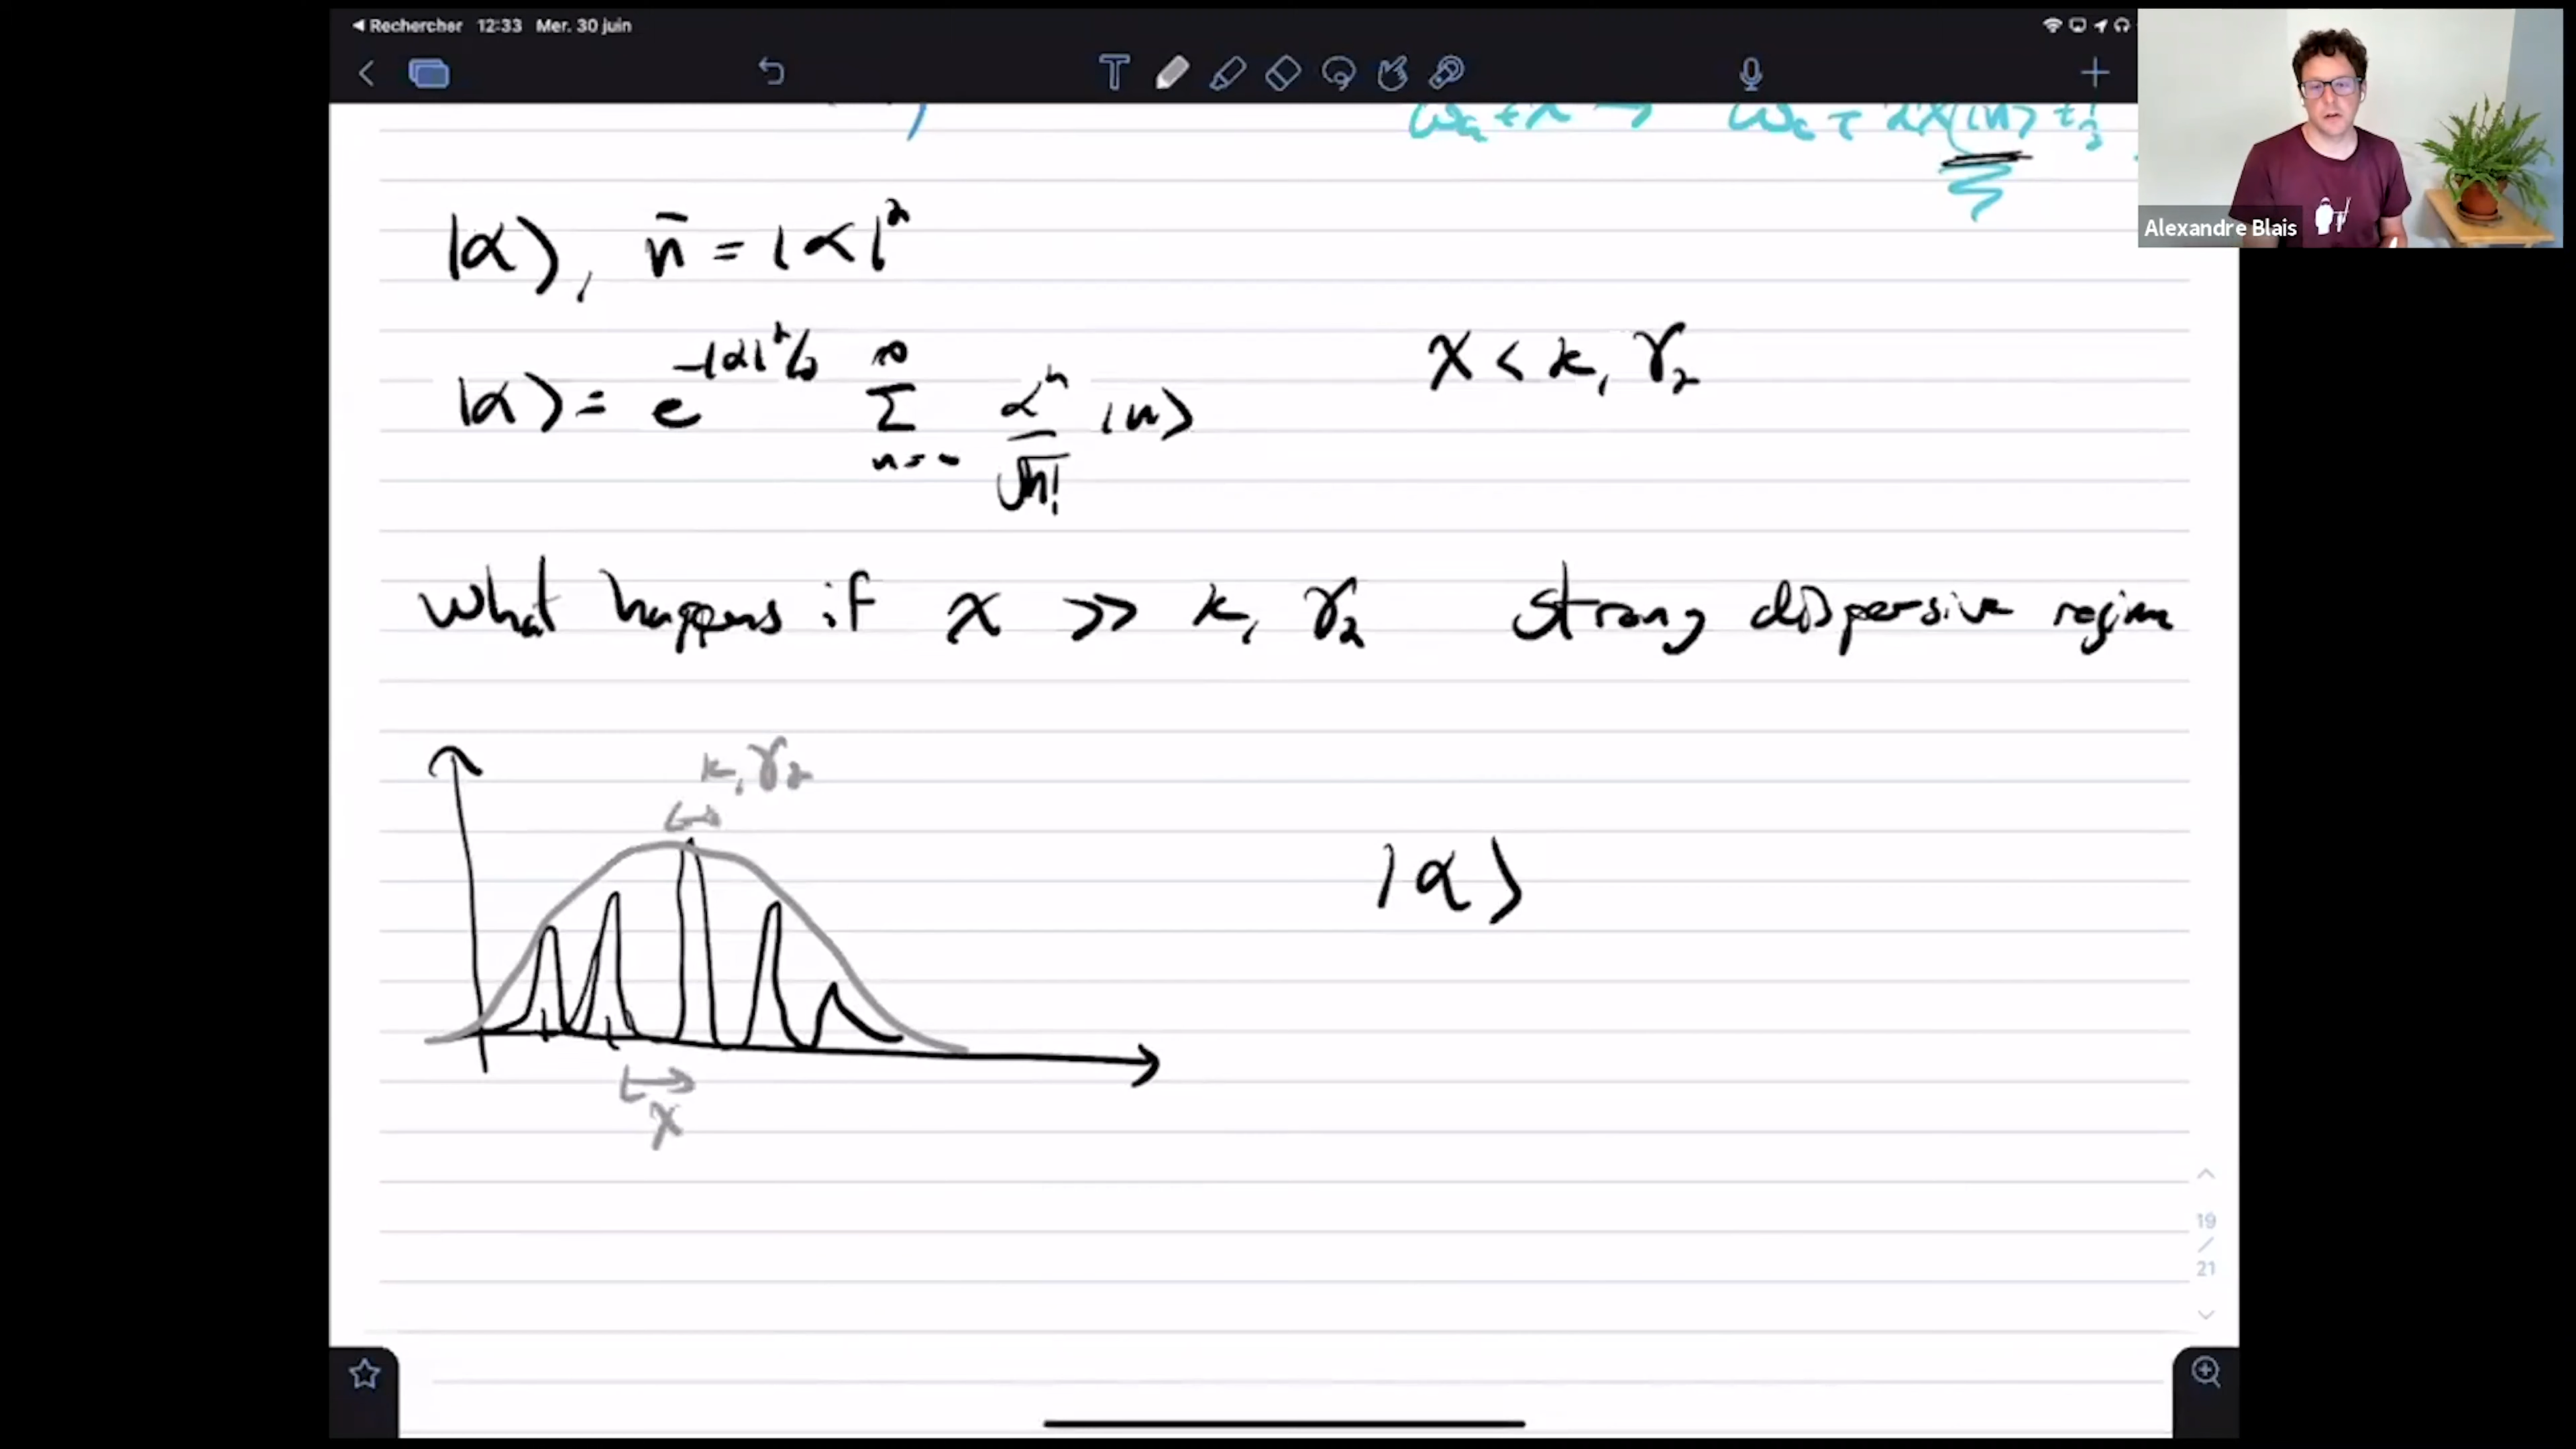 Rechercher 12:33 Mer. 30 juin
Alexandre Blais
|α⟩, n̄ = |α|²
χ < κ, γ₂
|α⟩ = e^{-|α|²/2} Σ_{n=0}^{∞} αⁿ/√n! |n⟩
What happens if χ >> κ, γ₂ strong dispersive regime
κ, γ₂
|α⟩
χ
19
/
21